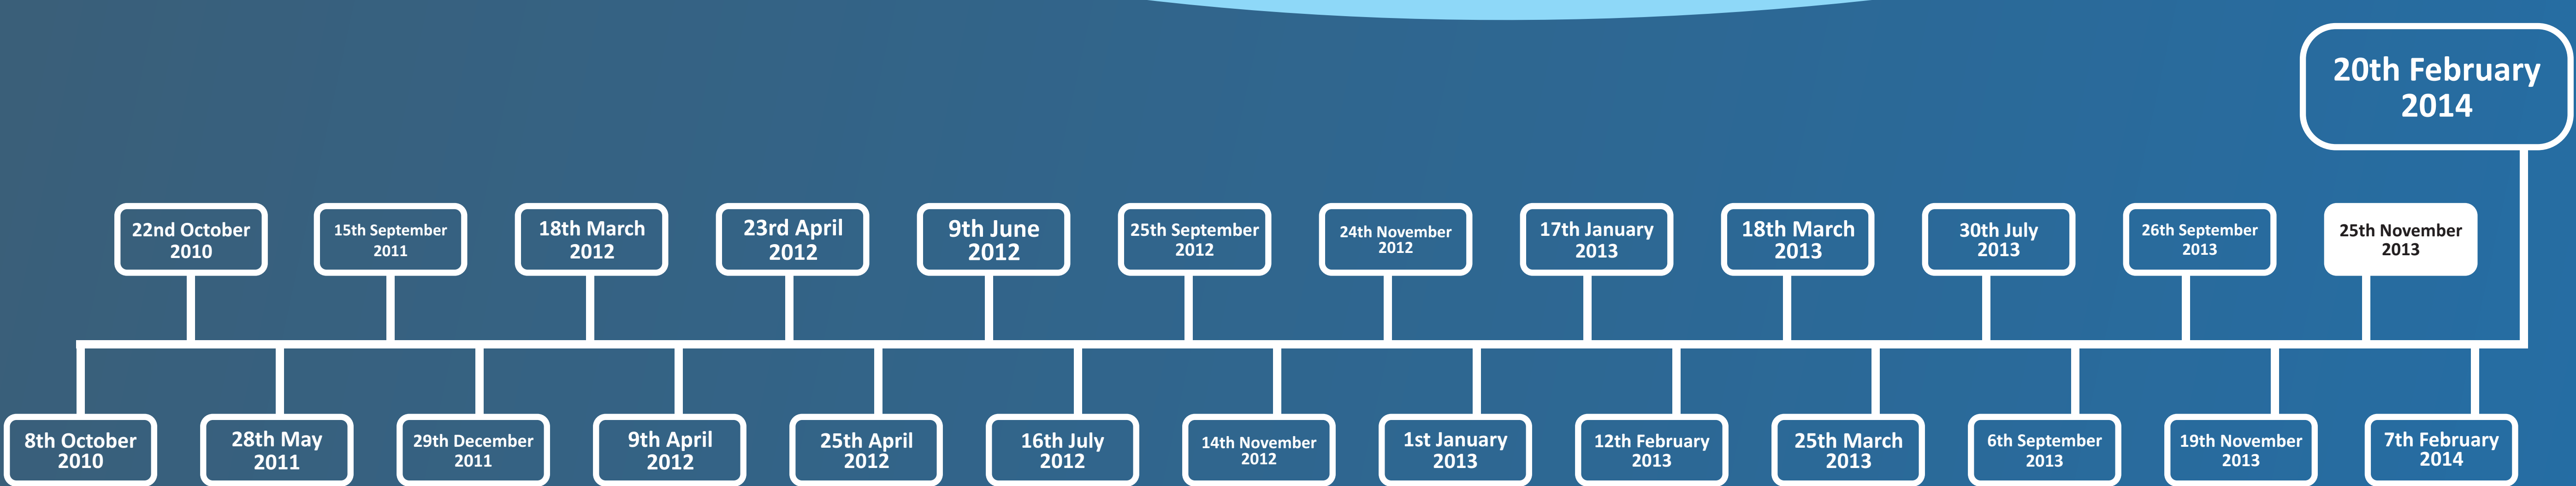 20th February
2014
22nd October
2010
15th September
2011
18th March
2012
23rd April
2012
9th June
2012
25th September
2012
24th November
2012
17th January
2013
18th March
2013
30th July
2013
26th September
2013
25th November
2013
8th October
2010
28th May
2011
29th December
2011
9th April
2012
25th April
2012
16th July
2012
14th November
2012
1st January
2013
12th February
2013
25th March
2013
6th September
2013
19th November
2013
7th February
2014